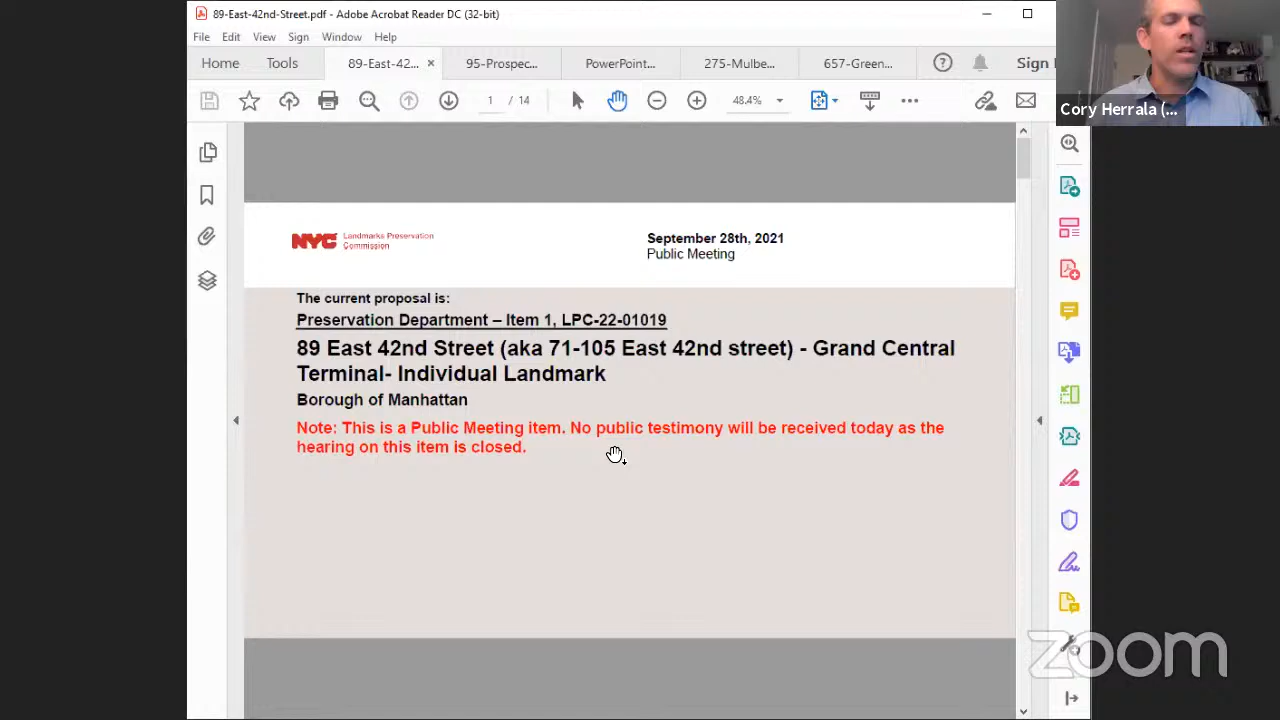 89-East-42nd-Street.pdf - Adobe Acrobat Reader DC (32-bit)
File Edit View Sign Window Help
Home Tools 89-East-42... × 95-Prospec... PowerPoint... 275-Mulbe... 657-Green... Sign
1 / 14 48.4%
Cory Herrala (...
NYC Landmarks Preservation
Commission
September 28th, 2021
Public Meeting
The current proposal is:
Preservation Department – Item 1, LPC-22-01019
89 East 42nd Street (aka 71-105 East 42nd street) - Grand Central
Terminal- Individual Landmark
Borough of Manhattan
Note: This is a Public Meeting item. No public testimony will be received today as the
hearing on this item is closed.
zoom